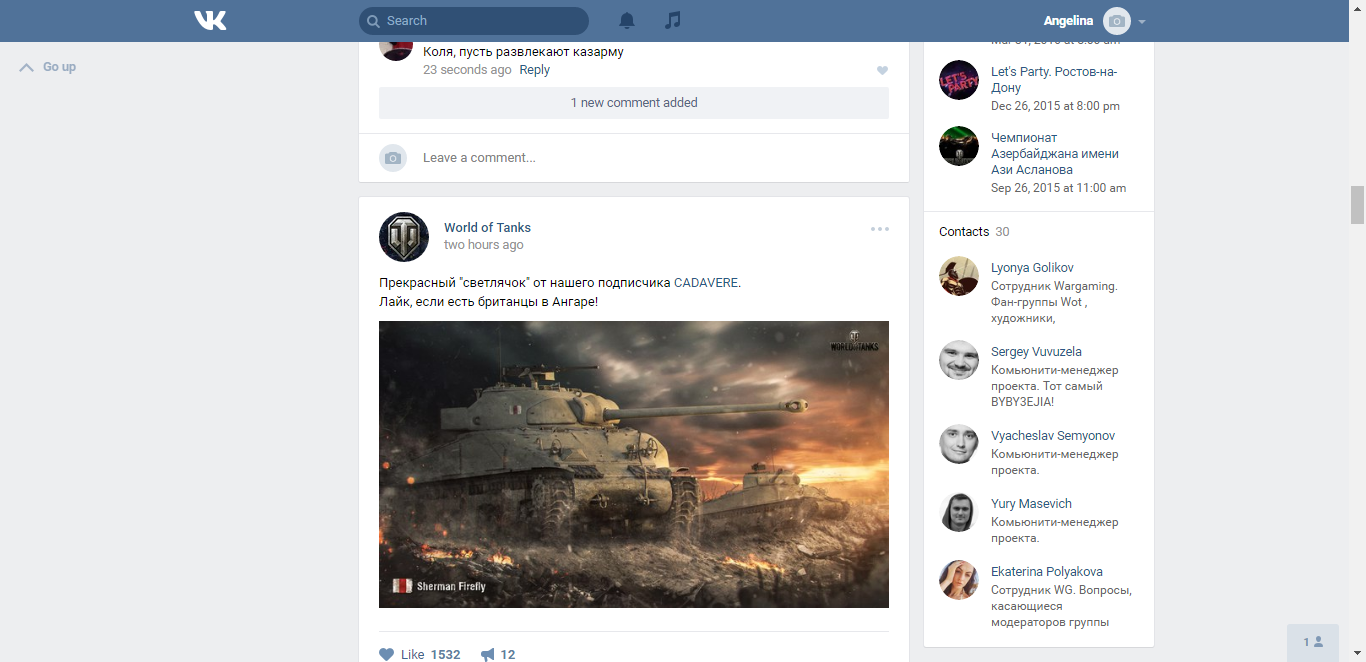 Search
Angelina
Go up
Коля, пусть развлекают казарму
23 seconds ago Reply
1 new comment added
Leave a comment...
World of Tanks
two hours ago
Прекрасный "светлячок" от нашего подписчика CADAVERE.
Лайк, если есть британцы в Ангаре!
WORLD OF TANKS
Sherman Firefly
Like 1532 12
LET'S PARTY
Let's Party. Ростов-на-
Дону
Dec 26, 2015 at 8:00 pm
Чемпионат
Азербайджана имени
Ази Асланова
Sep 26, 2015 at 11:00 am
Contacts 30
Lyonya Golikov
Сотрудник Wargaming.
Фан-группы Wot ,
художники,
Sergey Vuvuzela
Комьюнити-менеджер
проекта. Тот самый
BYBY3EJIA!
Vyacheslav Semyonov
Комьюнити-менеджер
проекта.
Yury Masevich
Комьюнити-менеджер
проекта.
Ekaterina Polyakova
Сотрудник WG. Вопросы,
касающиеся
модераторов группы
1